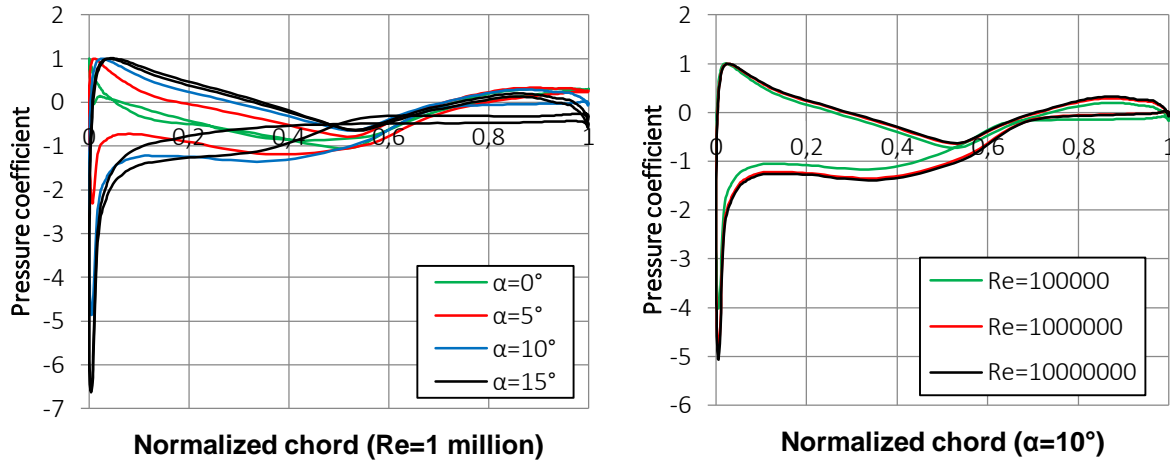 2
1
0
-1
-2
-3
-4
-5
-6
-7
0
0.2
0.4
0.6
0.8
1
Pressure coefficient
α=0°
α=5°
α=10°
α=15°
Normalized chord (Re=1 million)
2
1
0
-1
-2
-3
-4
-5
-6
0
0.2
0.4
0.6
0.8
1
Pressure coefficient
Re=100000
Re=1000000
Re=10000000
Normalized chord (α=10°)